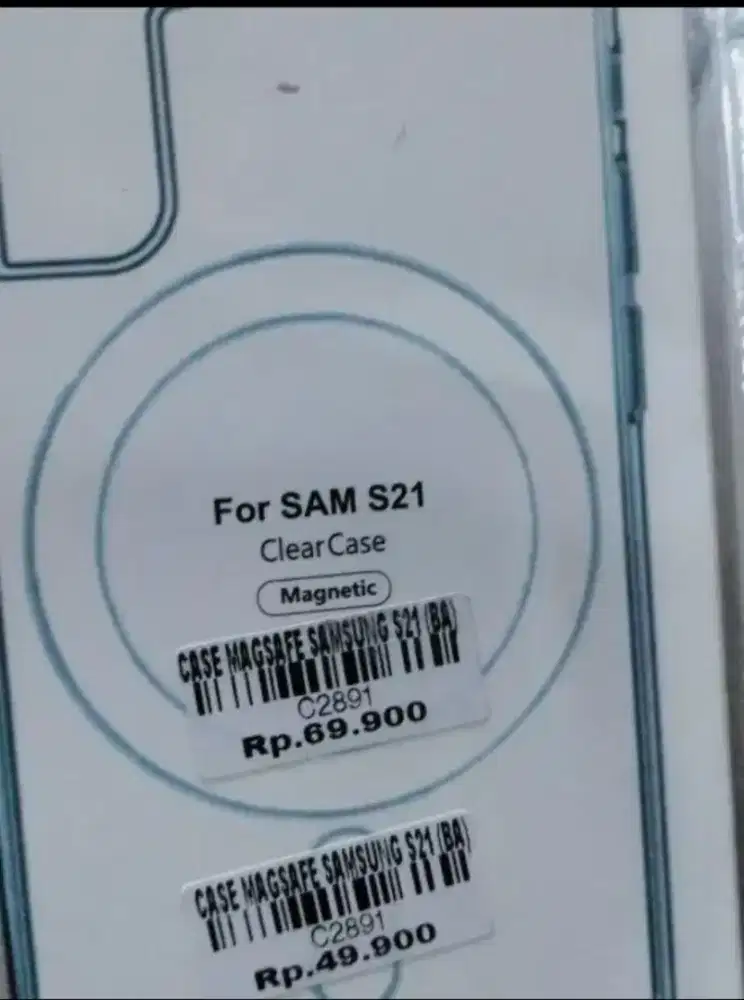 For SAM S21
ClearCase
Magnetic
CASE MAGSAFE SAMSUNG S21 (BA)
C2891
Rp.69.900
CASE MAGSAFE SAMSUNG S21 (BA)
C2891
Rp.49.900